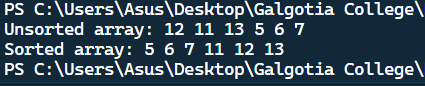 PS C:\Users\Asus\Desktop\Galgotia College\
Unsorted array: 12 11 13 5 6 7
Sorted array: 5 6 7 11 12 13
PS C:\Users\Asus\Desktop\Galgotia College\